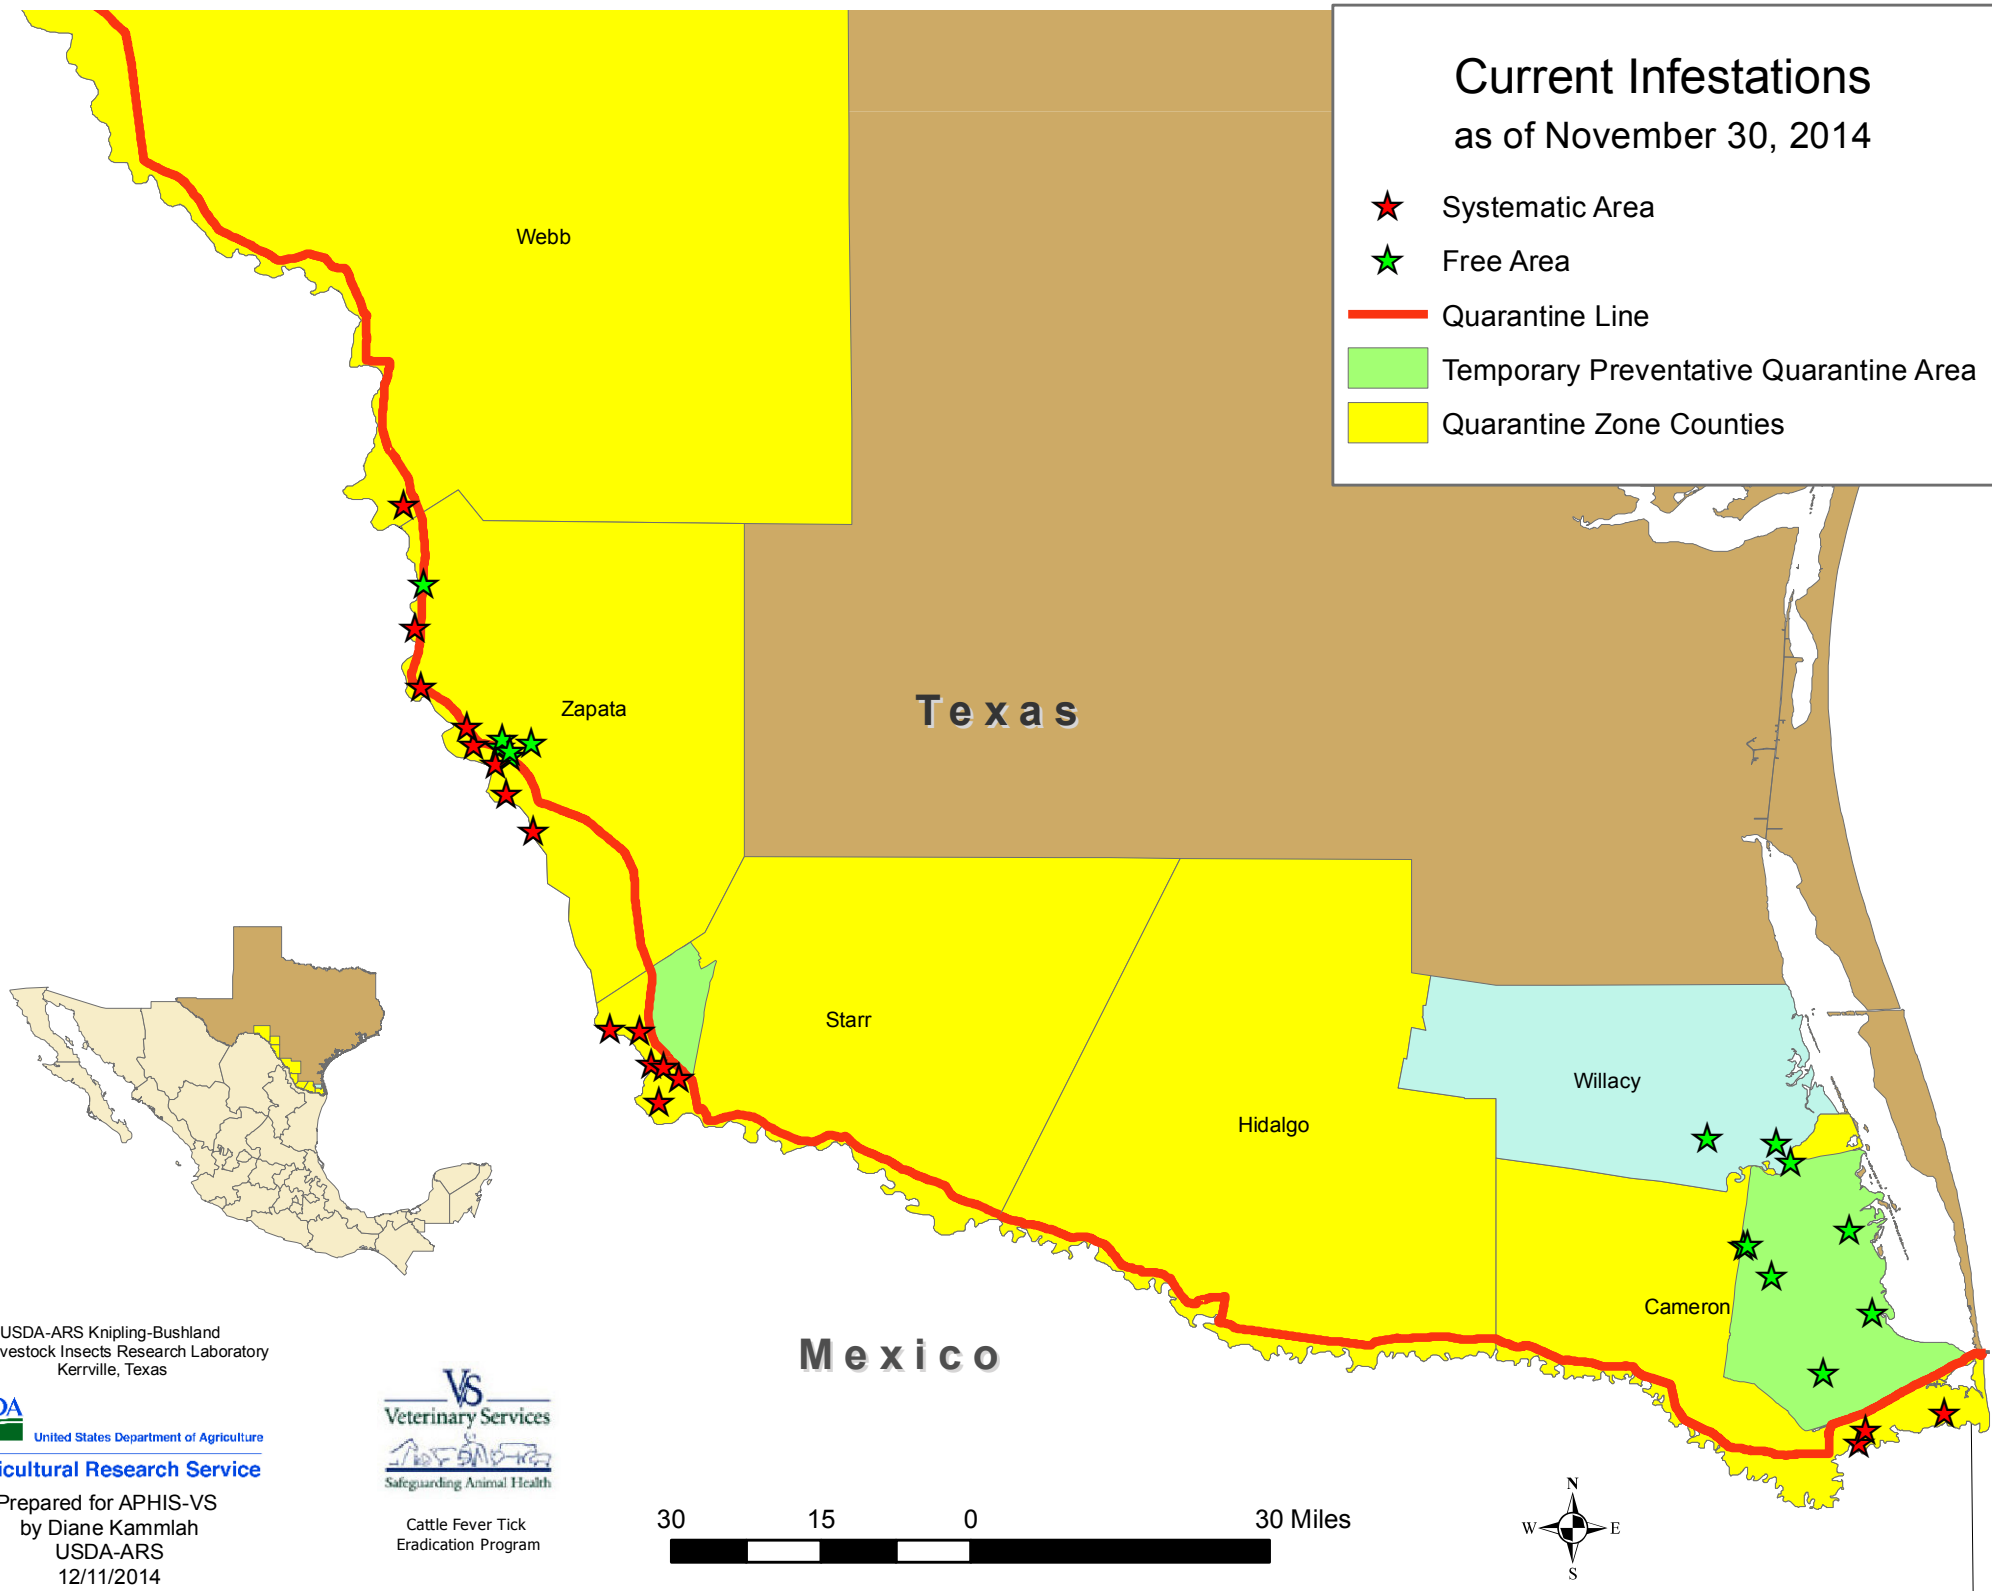 Current Infestations
as of November 30, 2014
Systematic Area
Free Area
Quarantine Line
Temporary Preventative Quarantine Area
Quarantine Zone Counties
Webb
Zapata
Texas
Starr
Hidalgo
Willacy
Cameron
Mexico
USDA-ARS Knipling-Bushland
vestock Insects Research Laboratory
Kerrville, Texas
DA
United States Department of Agriculture
icultural Research Service
Prepared for APHIS-VS
by Diane Kammlah
USDA-ARS
12/11/2014
VS
Veterinary Services
Safeguarding Animal Health
Cattle Fever Tick
Eradication Program
30 15 0 30 Miles
N
W E
S